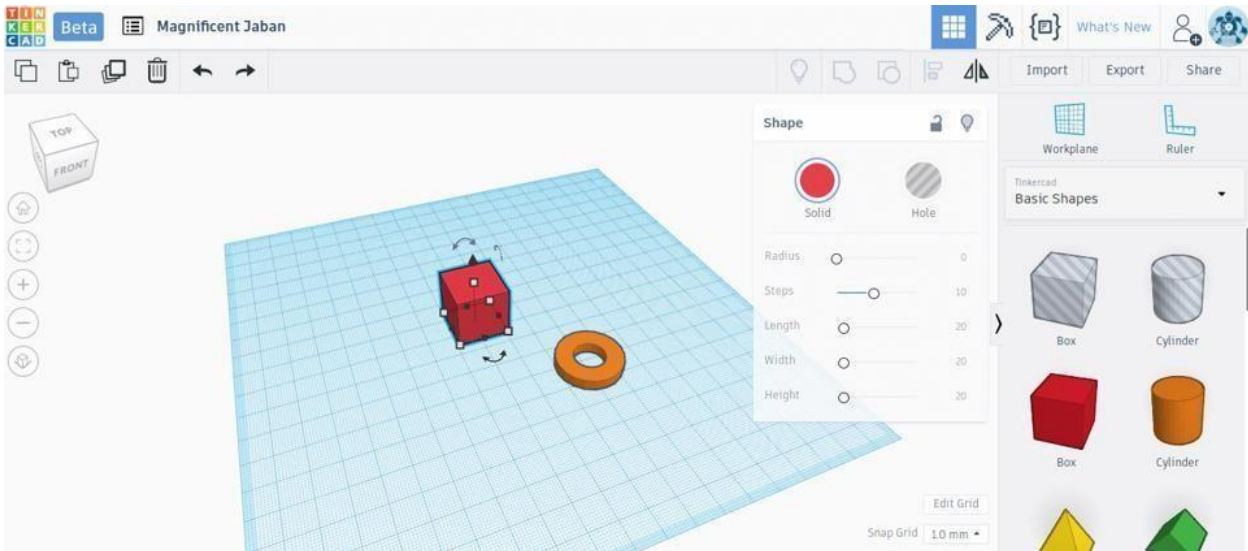 TIN
KER
CAD
Beta
Magnificent Jaban
What's New
Import
Export
Share
TOP
FRONT
Shape
Solid
Hole
Radius 0
Steps 10
Length 20
Width 20
Height 20
Edit Grid
Snap Grid 1.0 mm
Workplane
Ruler
Tinkercad
Basic Shapes
Box
Cylinder
Box
Cylinder